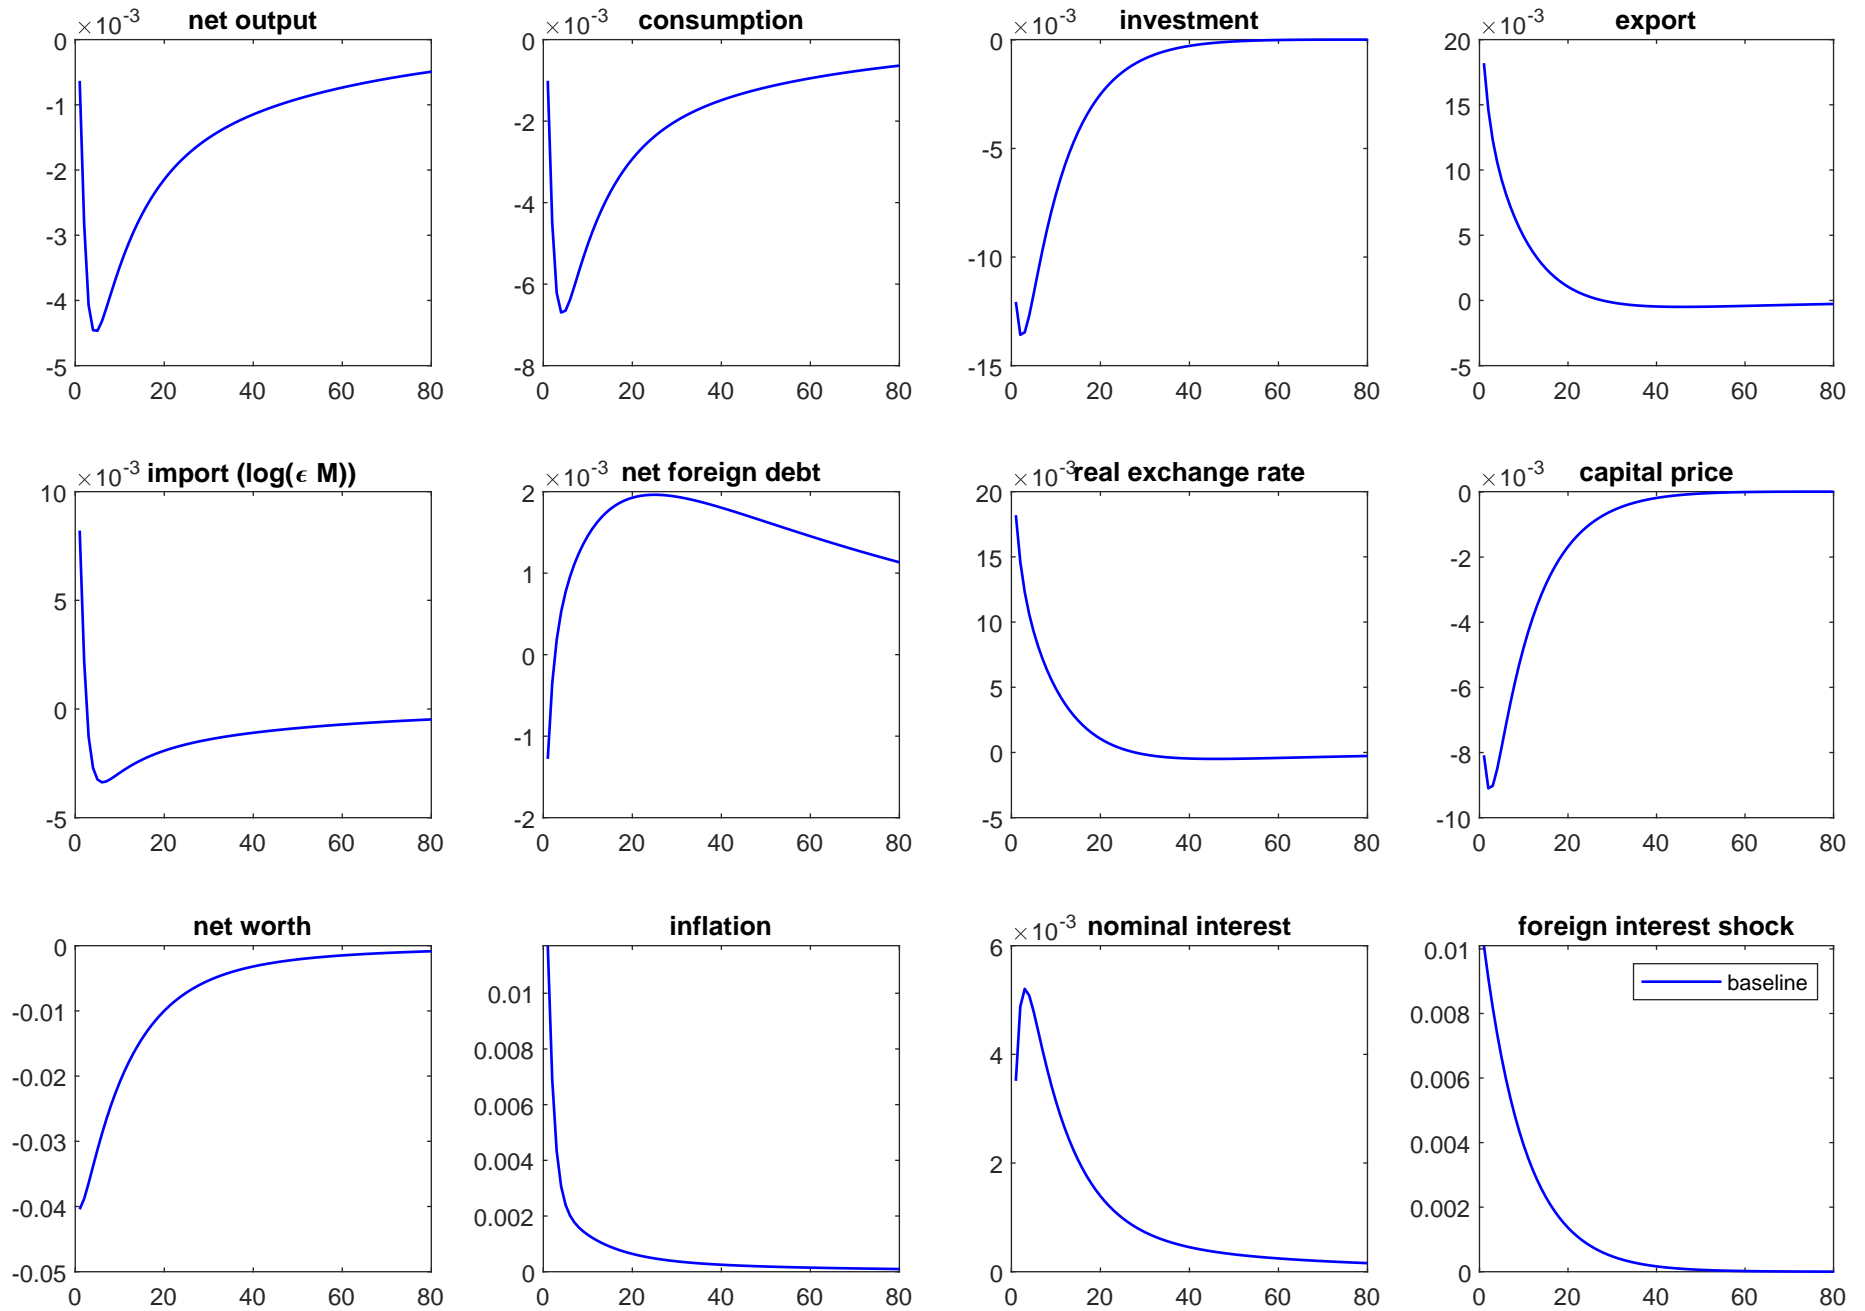 ×10⁻³ net output
0
-1
-2
-3
-4
-5
0 20 40 60 80
×10⁻³ consumption
0
-2
-4
-6
-8
0 20 40 60 80
×10⁻³ investment
0
-5
-10
-15
0 20 40 60 80
×10⁻³ export
20
15
10
5
0
-5
0 20 40 60 80
×10⁻³ import (log(ϵ M))
10
5
0
-5
0 20 40 60 80
×10⁻³ net foreign debt
2
1
0
-1
-2
0 20 40 60 80
×10⁻³ real exchange rate
20
15
10
5
0
-5
0 20 40 60 80
×10⁻³ capital price
0
-2
-4
-6
-8
-10
0 20 40 60 80
net worth
0
-0.01
-0.02
-0.03
-0.04
-0.05
0 20 40 60 80
inflation
0.01
0.008
0.006
0.004
0.002
0
0 20 40 60 80
×10⁻³ nominal interest
6
4
2
0
0 20 40 60 80
foreign interest shock
0.01
0.008
0.006
0.004
0.002
0
0 20 40 60 80
baseline